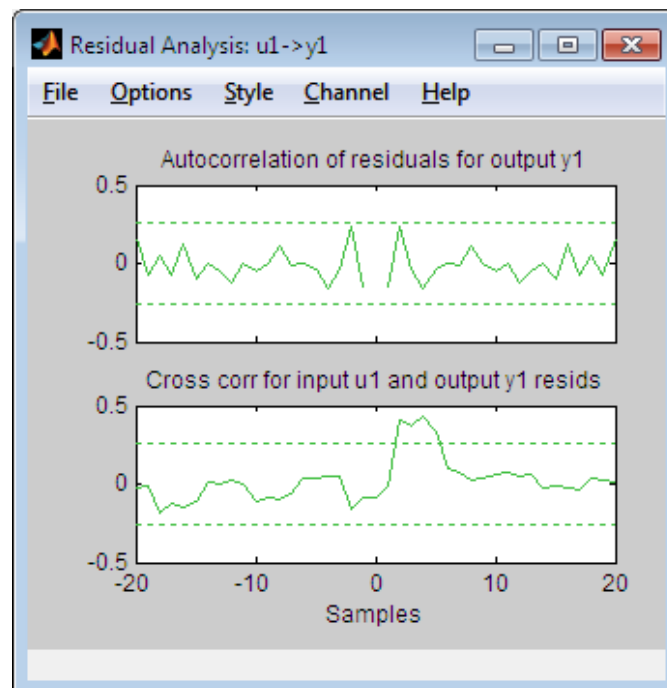 Residual Analysis: u1->y1
File Options Style Channel Help
Autocorrelation of residuals for output y1
0.5
0
-0.5
Cross corr for input u1 and output y1 resids
0.5
0
-0.5
-20 -10 0 10 20
Samples